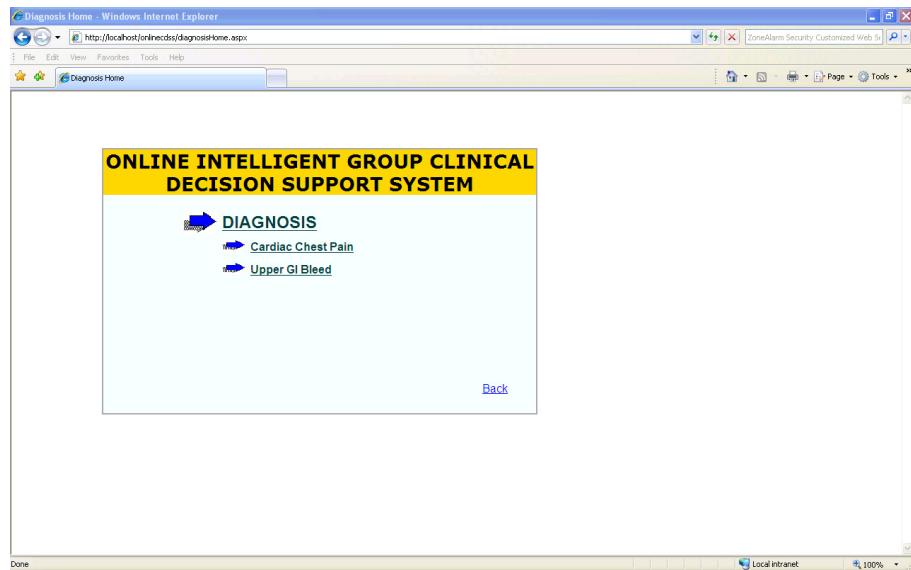 Diagnosis Home - Windows Internet Explorer
http://localhost/onlinecdss/diagnosisHome.aspx
ZoneAlarm Security Customized Web Se
File Edit View Favorites Tools Help
Diagnosis Home
Page Tools
ONLINE INTELLIGENT GROUP CLINICAL
DECISION SUPPORT SYSTEM
DIAGNOSIS
Cardiac Chest Pain
Upper GI Bleed
Back
Done
Local intranet
100%